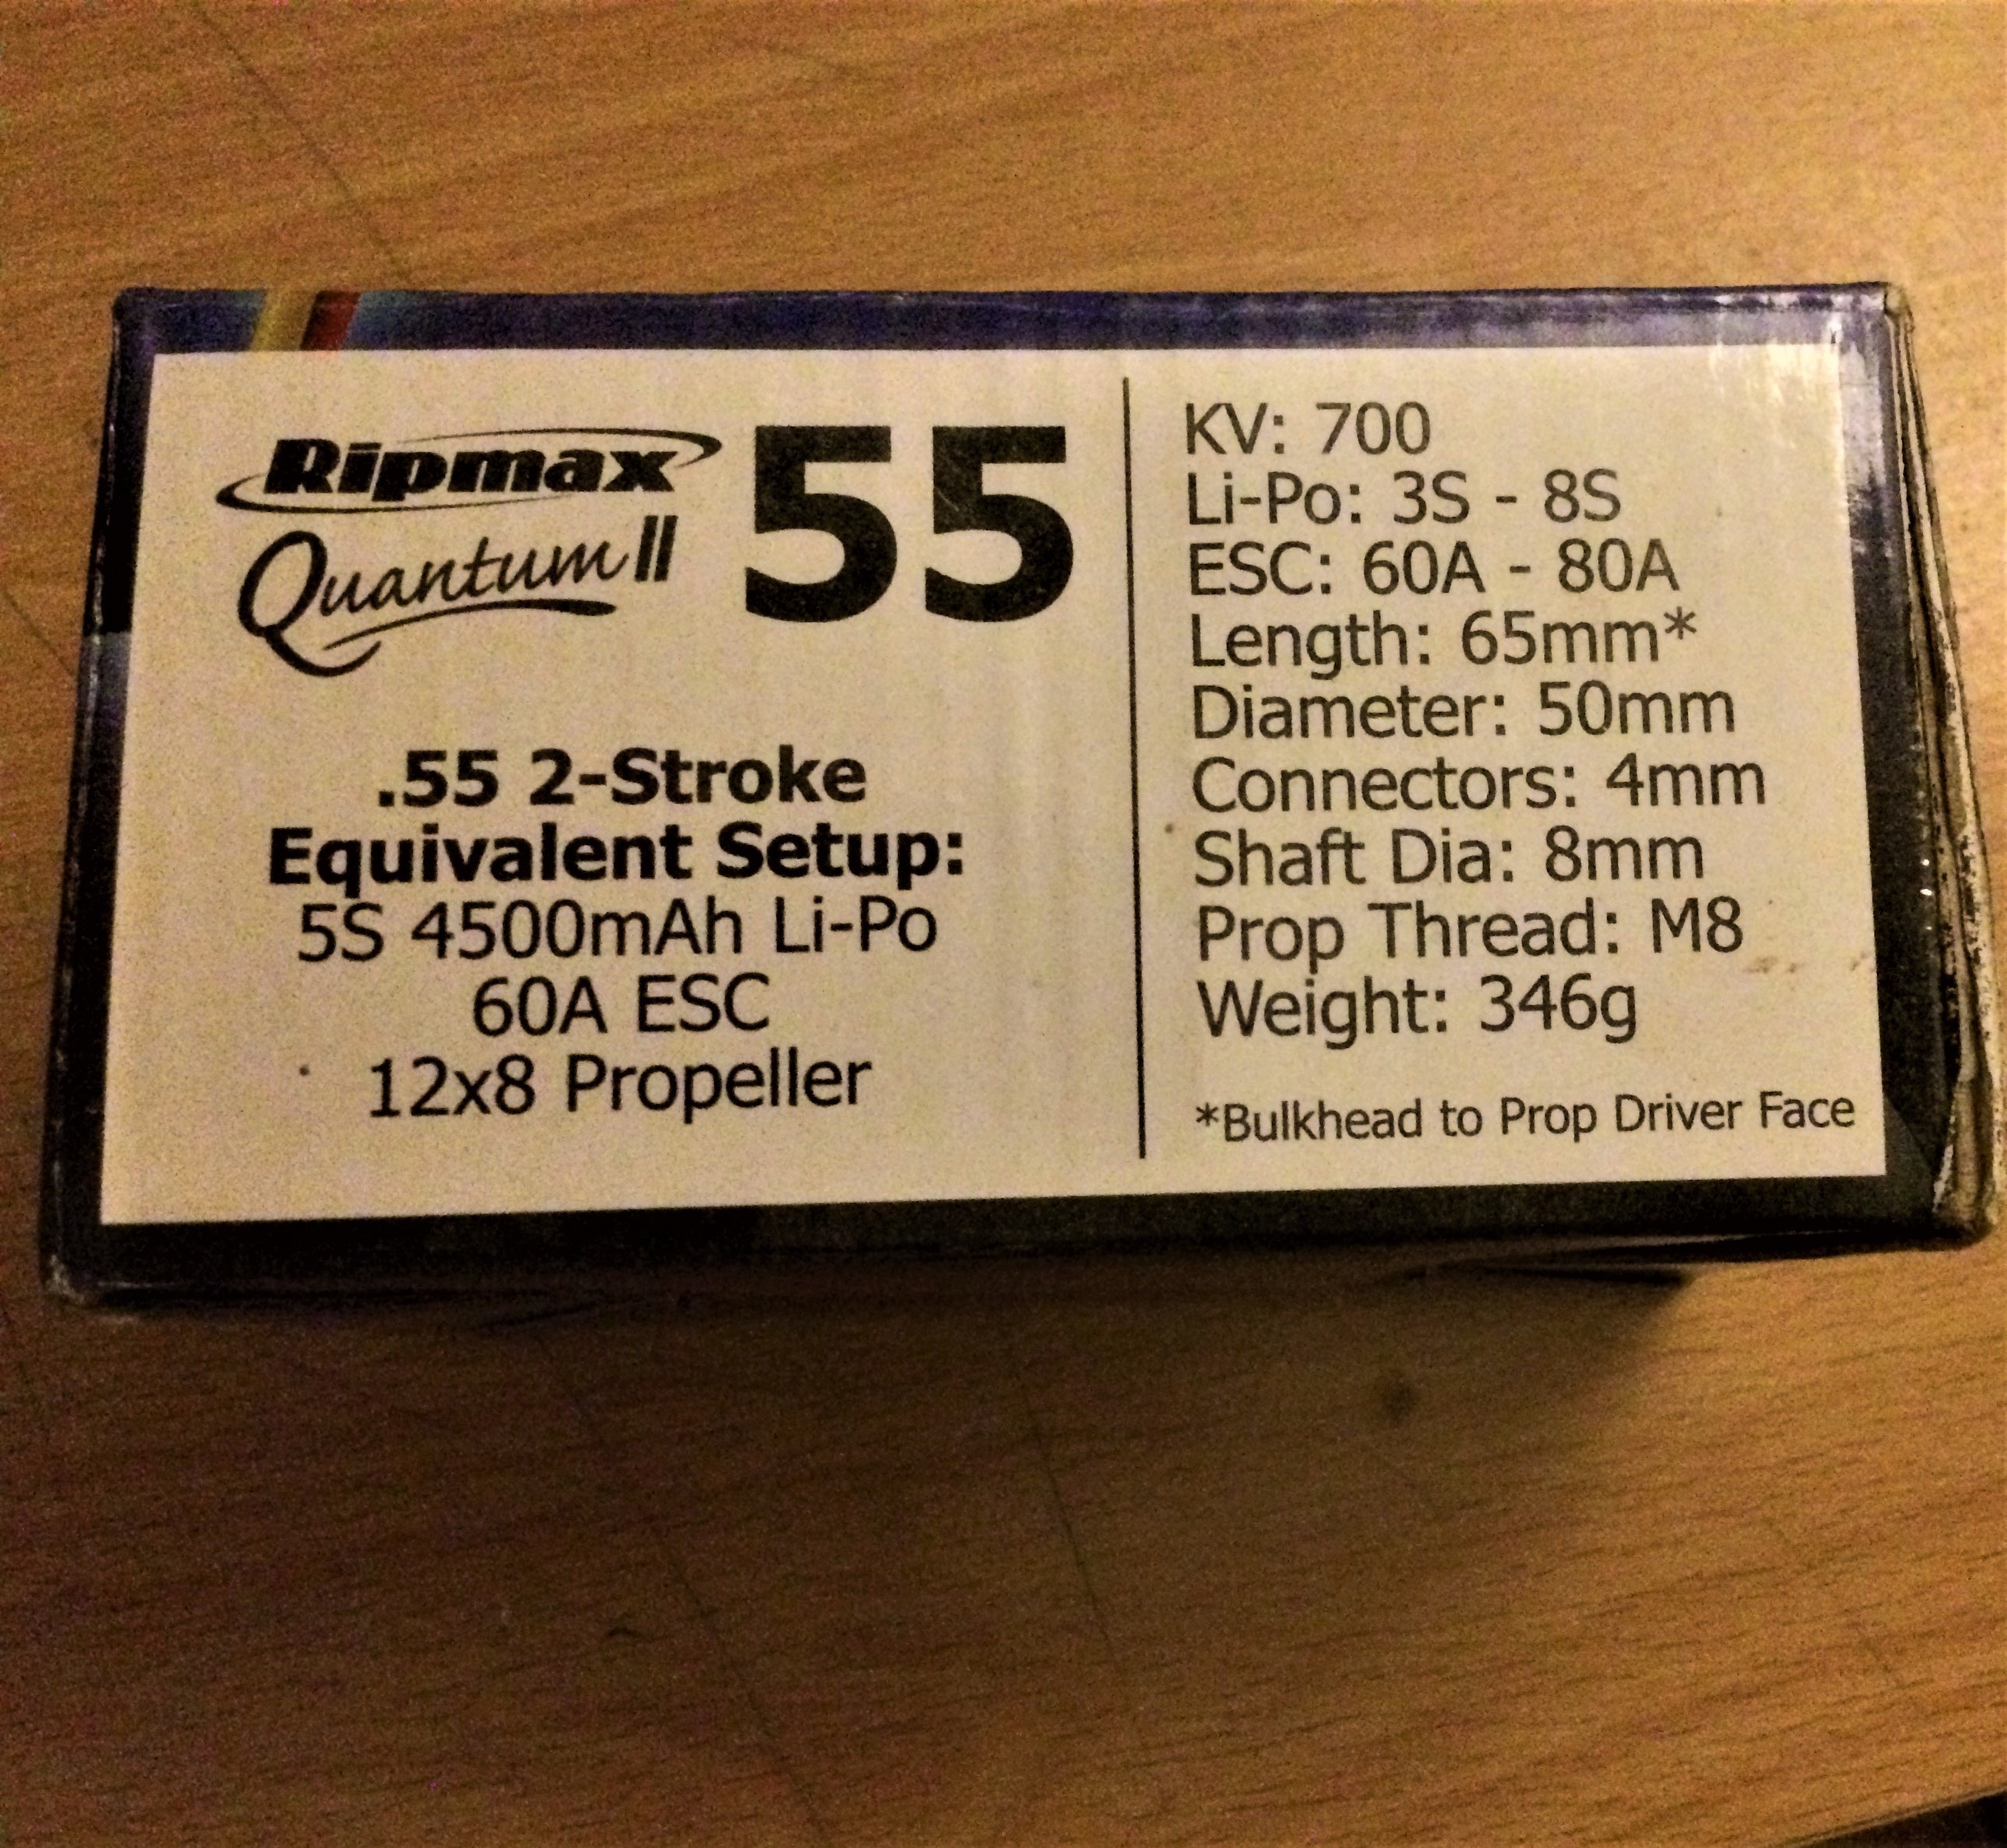 Ripmax
Quantum II
55
.55 2-Stroke
Equivalent Setup:
5S 4500mAh Li-Po
60A ESC
12x8 Propeller
KV: 700
Li-Po: 3S - 8S
ESC: 60A - 80A
Length: 65mm*
Diameter: 50mm
Connectors: 4mm
Shaft Dia: 8mm
Prop Thread: M8
Weight: 346g
*Bulkhead to Prop Driver Face